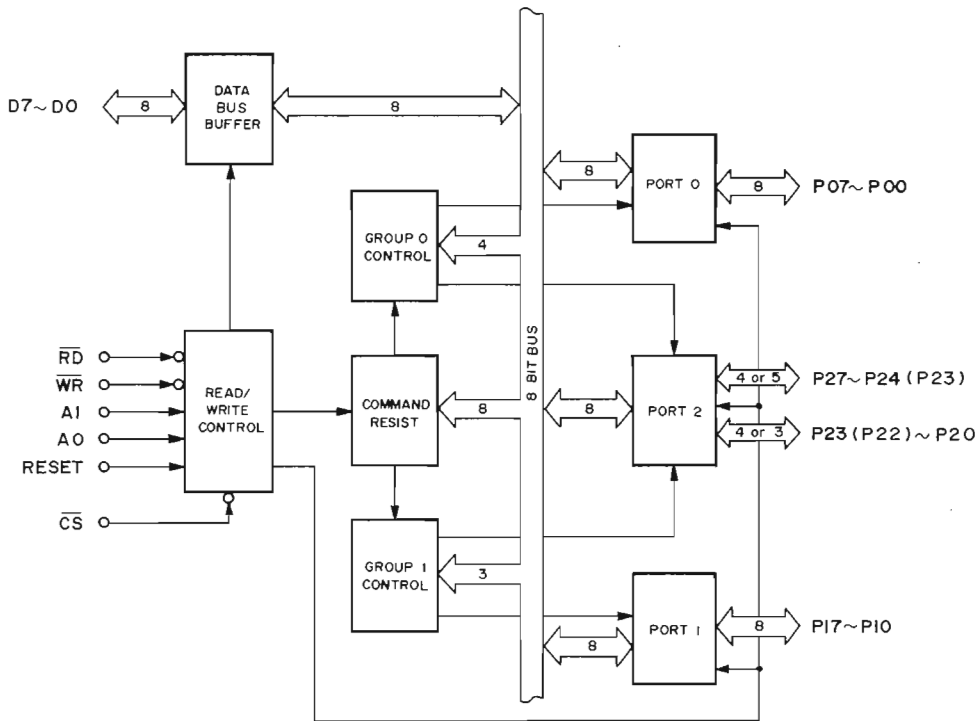 D7~D0
8
DATA
BUS
BUFFER
8
8
PORT 0
8
P07~P00
GROUP 0
CONTROL
4
8 BIT BUS
RD
WR
A1
A0
RESET
CS
READ/
WRITE
CONTROL
COMMAND
RESIST
8
8
PORT 2
4 or 5
P27~P24 (P23)
4 or 3
P23 (P22)~P20
GROUP 1
CONTROL
3
8
PORT 1
8
P17~P10